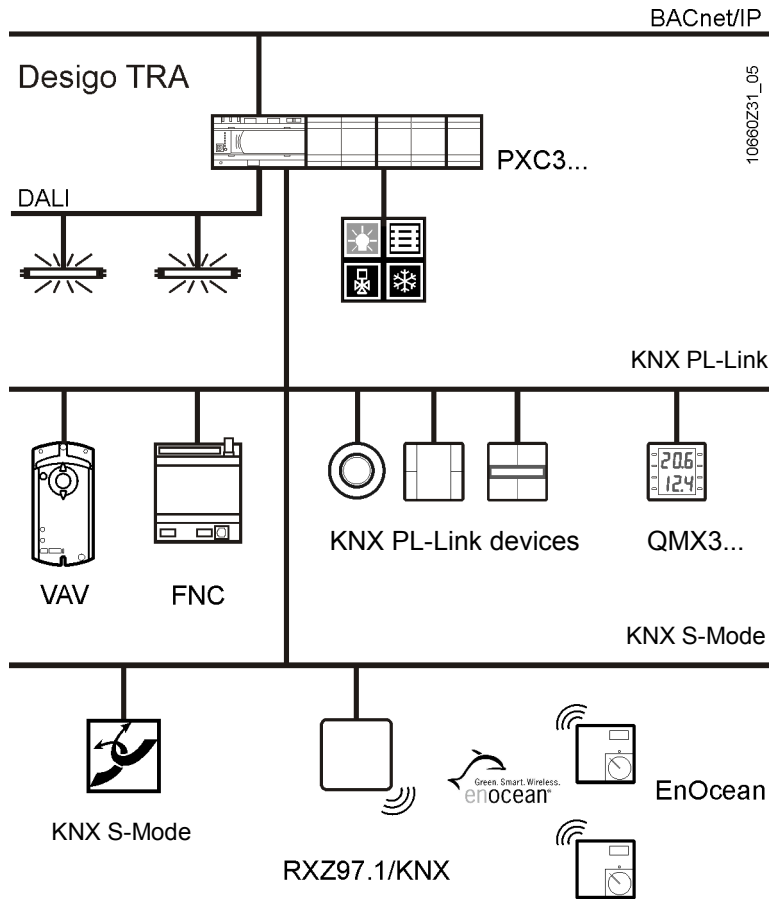 BACnet/IP
Desigo TRA
10660Z31_05
PXC3...
DALI
KNX PL-Link
20.6
12.4
KNX PL-Link devices
QMX3...
VAV
FNC
KNX S-Mode
Green. Smart. Wireless.
enocean®
EnOcean
KNX S-Mode
RXZ97.1/KNX